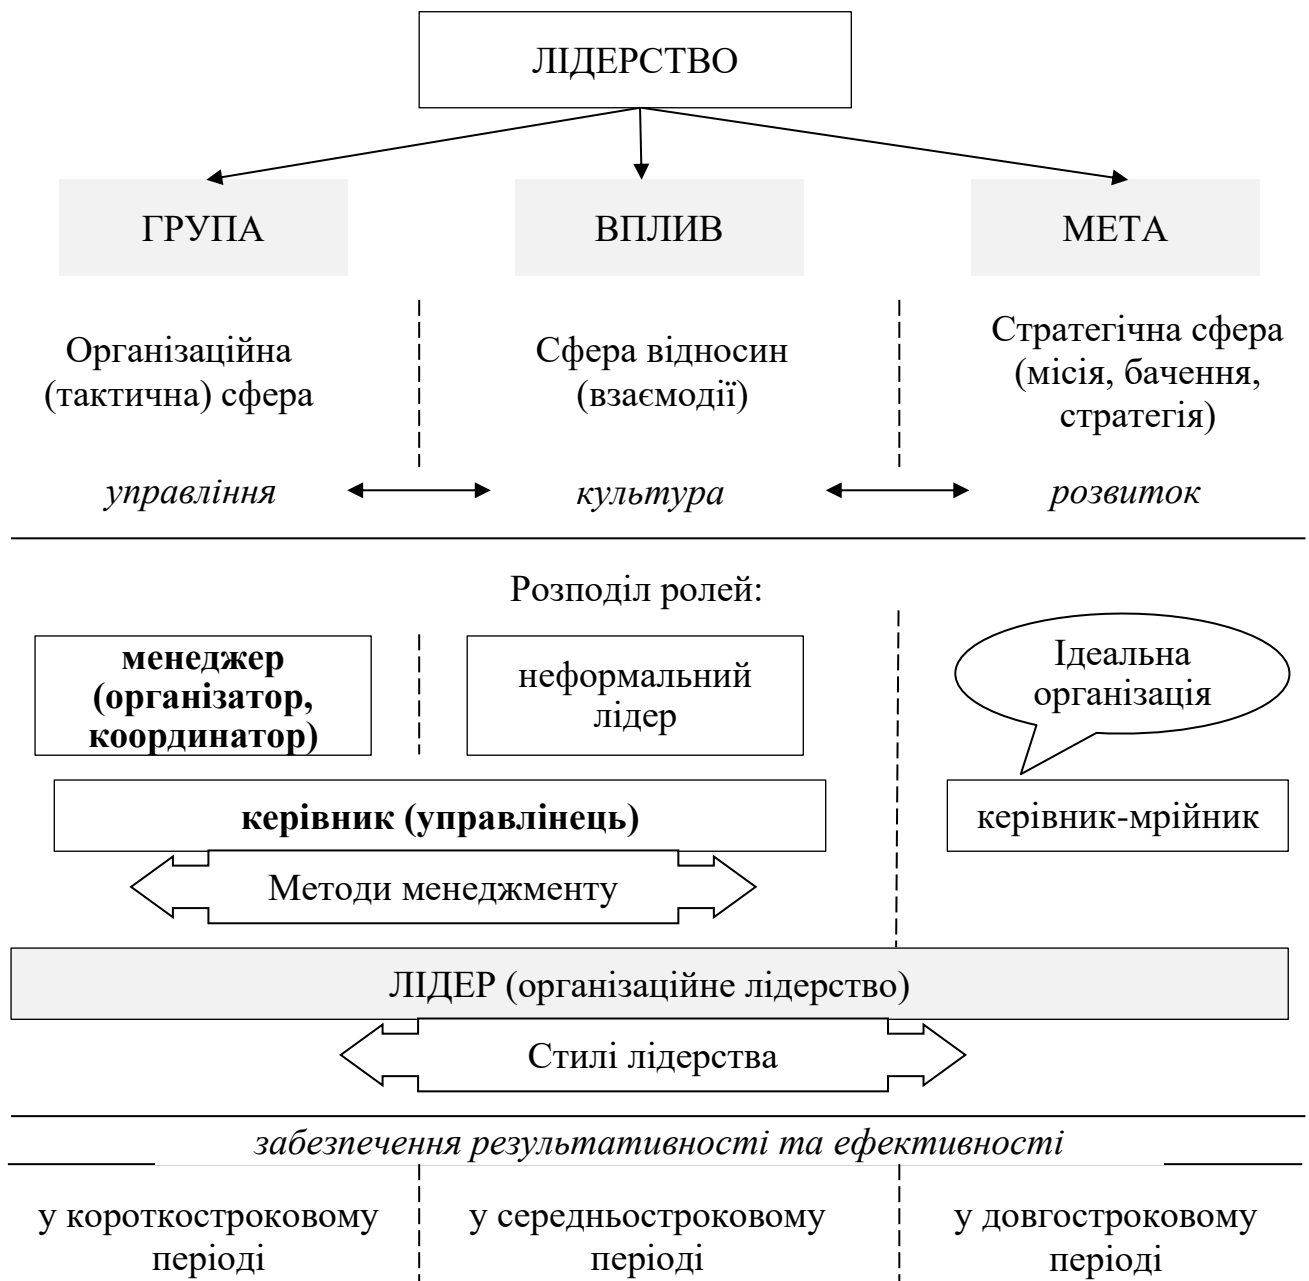 ЛІДЕРСТВО
ГРУПА
ВПЛИВ
МЕТА
Організаційна
(тактична) сфера
Сфера відносин
(взаємодії)
Стратегічна сфера
(місія, бачення,
стратегія)
управління
культура
розвиток
Розподіл ролей:
менеджер
(організатор,
координатор)
неформальний
лідер
Ідеальна
організація
керівник (управлінець)
керівник-мрійник
Методи менеджменту
ЛІДЕР (організаційне лідерство)
Стилі лідерства
забезпечення результативності та ефективності
у короткостроковому
періоді
у середньостроковому
періоді
у довгостроковому
періоді